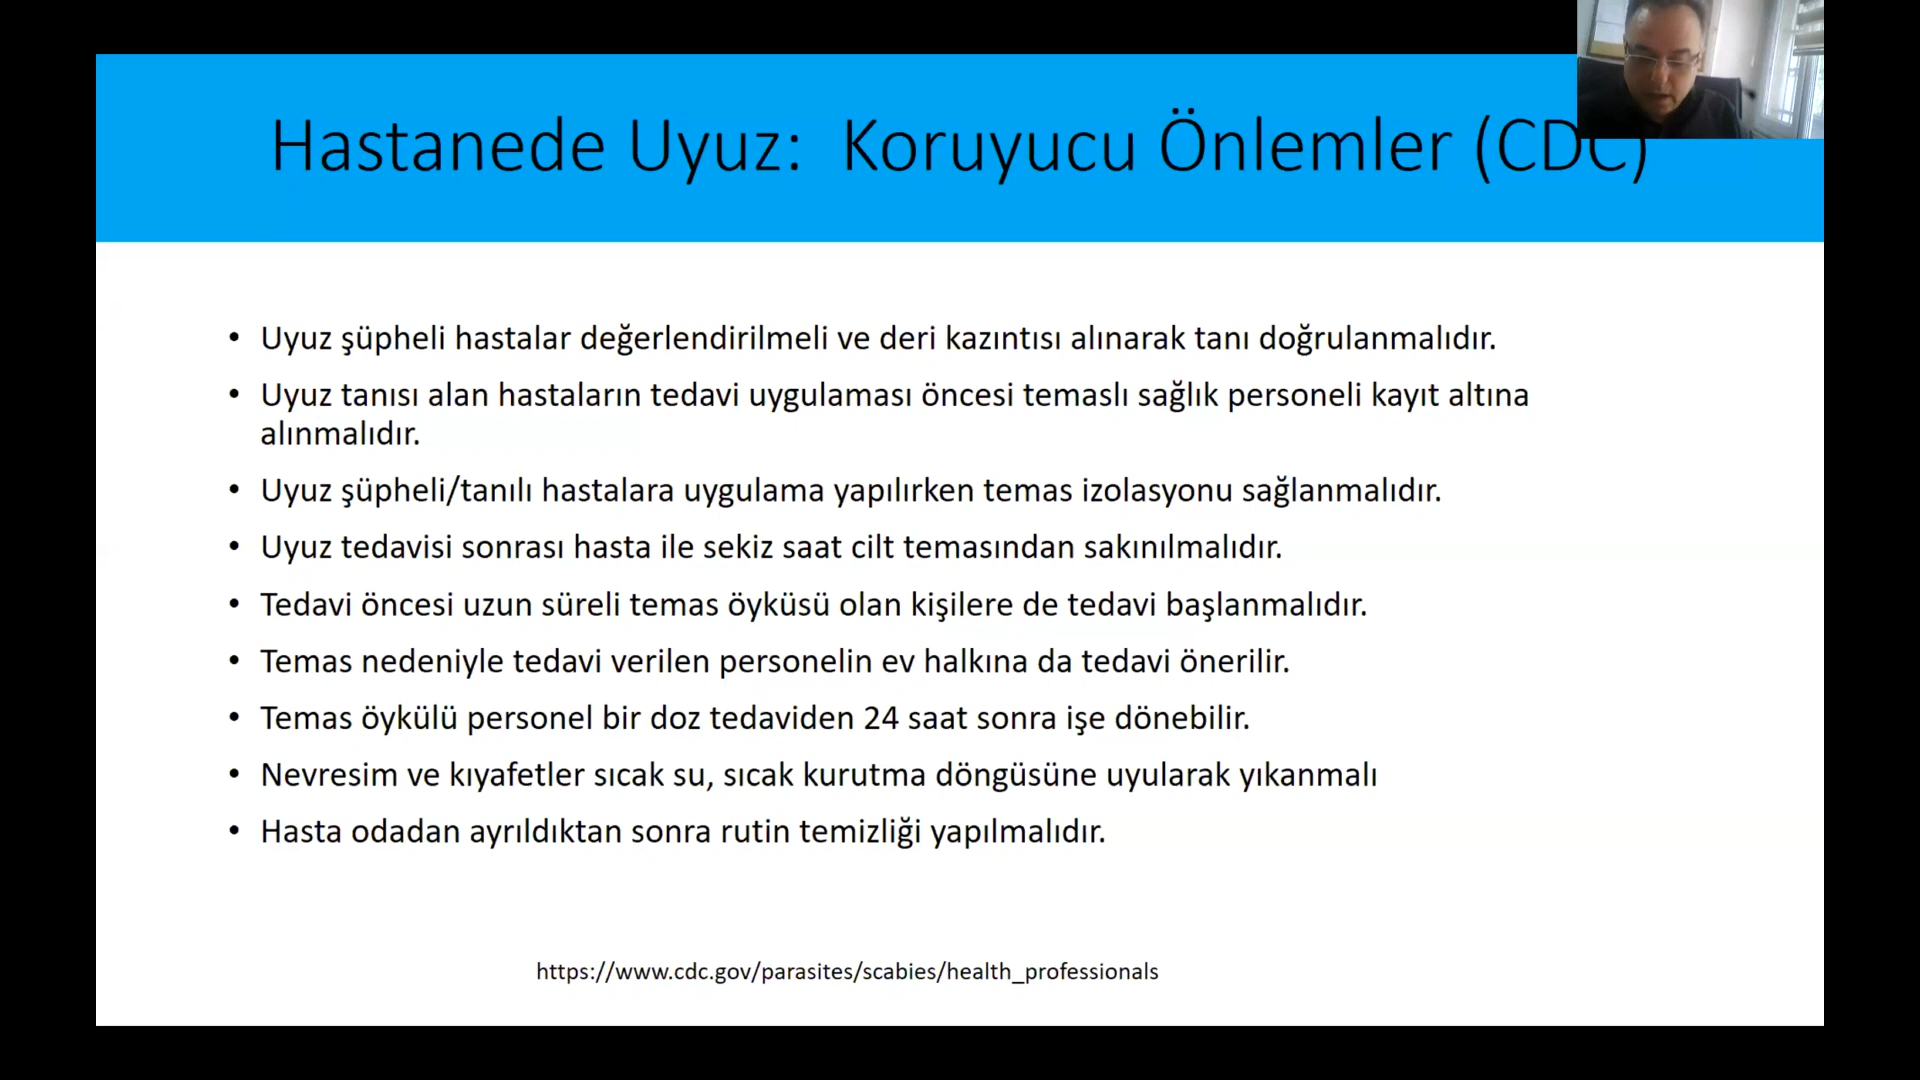 Hastanede Uyuz: Koruyucu Önlemler (CDC)
• Uyuz şüpheli hastalar değerlendirilmeli ve deri kazıntısı alınarak tanı doğrulanmalıdır.
• Uyuz tanısı alan hastaların tedavi uygulaması öncesi temaslı sağlık personeli kayıt altına
alınmalıdır.
• Uyuz şüpheli/tanılı hastalara uygulama yapılırken temas izolasyonu sağlanmalıdır.
• Uyuz tedavisi sonrası hasta ile sekiz saat cilt temasından sakınılmalıdır.
• Tedavi öncesi uzun süreli temas öyküsü olan kişilere de tedavi başlanmalıdır.
• Temas nedeniyle tedavi verilen personelin ev halkına da tedavi önerilir.
• Temas öykülü personel bir doz tedaviden 24 saat sonra işe dönebilir.
• Nevresim ve kıyafetler sıcak su, sıcak kurutma döngüsüne uyularak yıkanmalı
• Hasta odadan ayrıldıktan sonra rutin temizliği yapılmalıdır.
https://www.cdc.gov/parasites/scabies/health_professionals